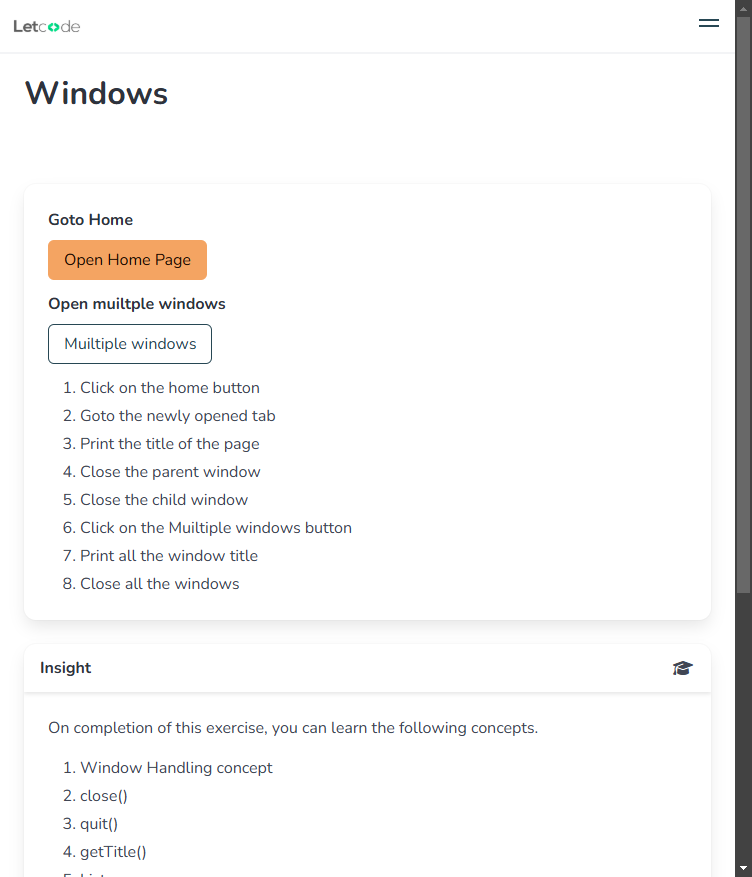 Letcode
Windows
Goto Home
Open Home Page
Open muiltple windows
Muiltiple windows
1. Click on the home button
2. Goto the newly opened tab
3. Print the title of the page
4. Close the parent window
5. Close the child window
6. Click on the Muiltiple windows button
7. Print all the window title
8. Close all the windows
Insight
On completion of this exercise, you can learn the following concepts.
1. Window Handling concept
2. close()
3. quit()
4. getTitle()